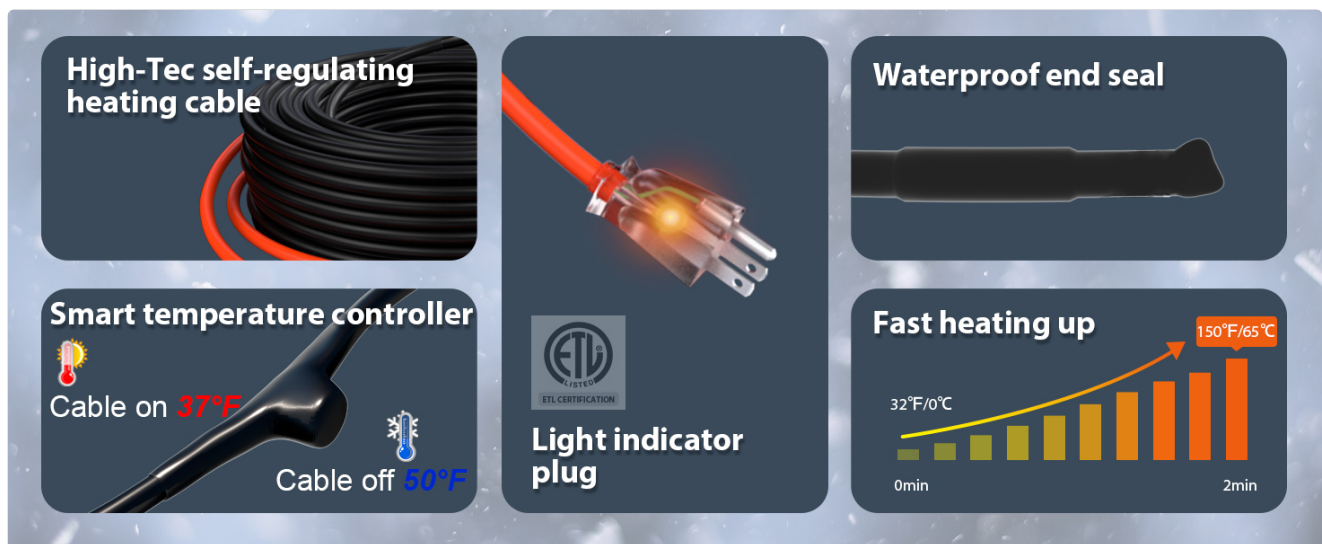 High-Tec self-regulating
heating cable
Smart temperature controller
Cable on 37°F
Cable off 50°F
ETL
LISTED
ETL CERTIFICATION
Light indicator
plug
Waterproof end seal
Fast heating up
150°F/65℃
32°F/0℃
0min
2min